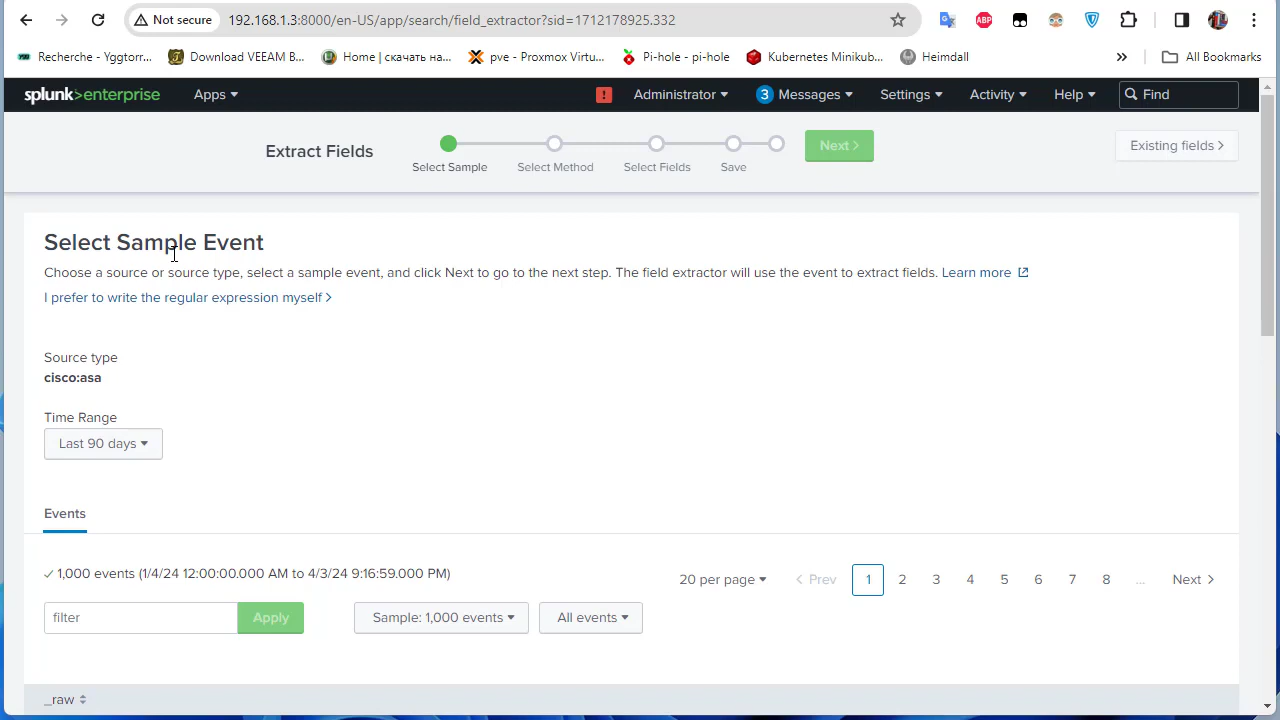 Not secure 192.168.1.3:8000/en-US/app/search/field_extractor?sid=1712178925.332
ABP
Recherche - Yggtorr... Download VEEAM B... Home | скачать на... pve - Proxmox Virtu... Pi-hole - pi-hole Kubernetes Minikub... Heimdall » All Bookmarks
splunk>enterprise Apps ! Administrator 3 Messages Settings Activity Help Find
Extract Fields
Select Sample Select Method Select Fields Save
Next >
Existing fields >
Select Sample Event
Choose a source or source type, select a sample event, and click Next to go to the next step. The field extractor will use the event to extract fields. Learn more
I prefer to write the regular expression myself >
Source type
cisco:asa
Time Range
Last 90 days
Events
✓ 1,000 events (1/4/24 12:00:00.000 AM to 4/3/24 9:16:59.000 PM)
20 per page < Prev 1 2 3 4 5 6 7 8 ... Next >
filter Apply Sample: 1,000 events All events
_raw